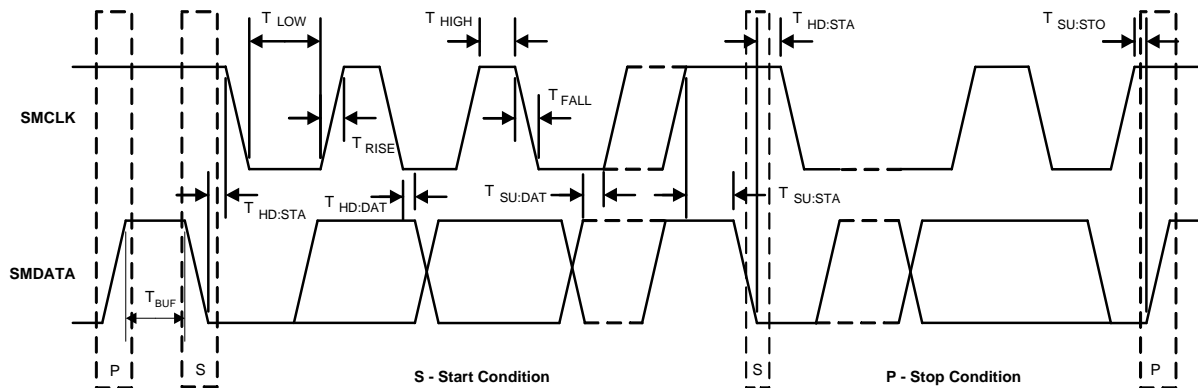 T LOW
T HIGH
T HD:STA
T SU:STO
SMCLK
T FALL
T RISE
T HD:STA
T HD:DAT
T SU:DAT
T SU:STA
SMDATA
T BUF
P
S
S - Start Condition
S
P - Stop Condition
P